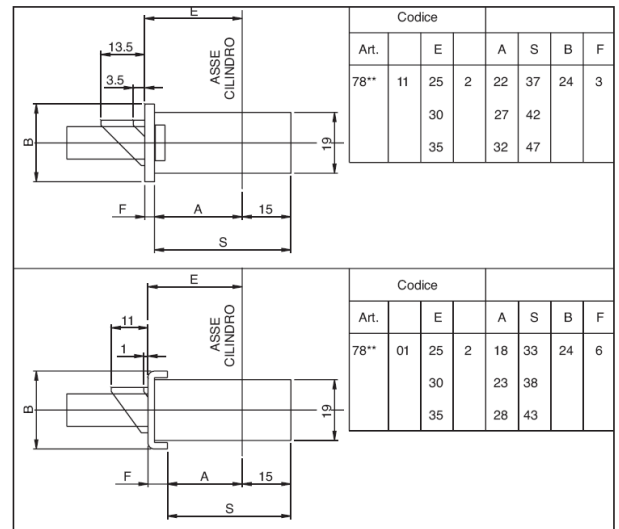 E
13.5
3.5
ASSE
CILINDRO
B
19
F A 15
S
Codice
Art. E A S B F
78** 11 25 2 22 37 24 3
30 27 42
35 32 47
E
11
1
ASSE
CILINDRO
B
19
F A 15
S
Codice
Art. E A S B F
78** 01 25 2 18 33 24 6
30 23 38
35 28 43